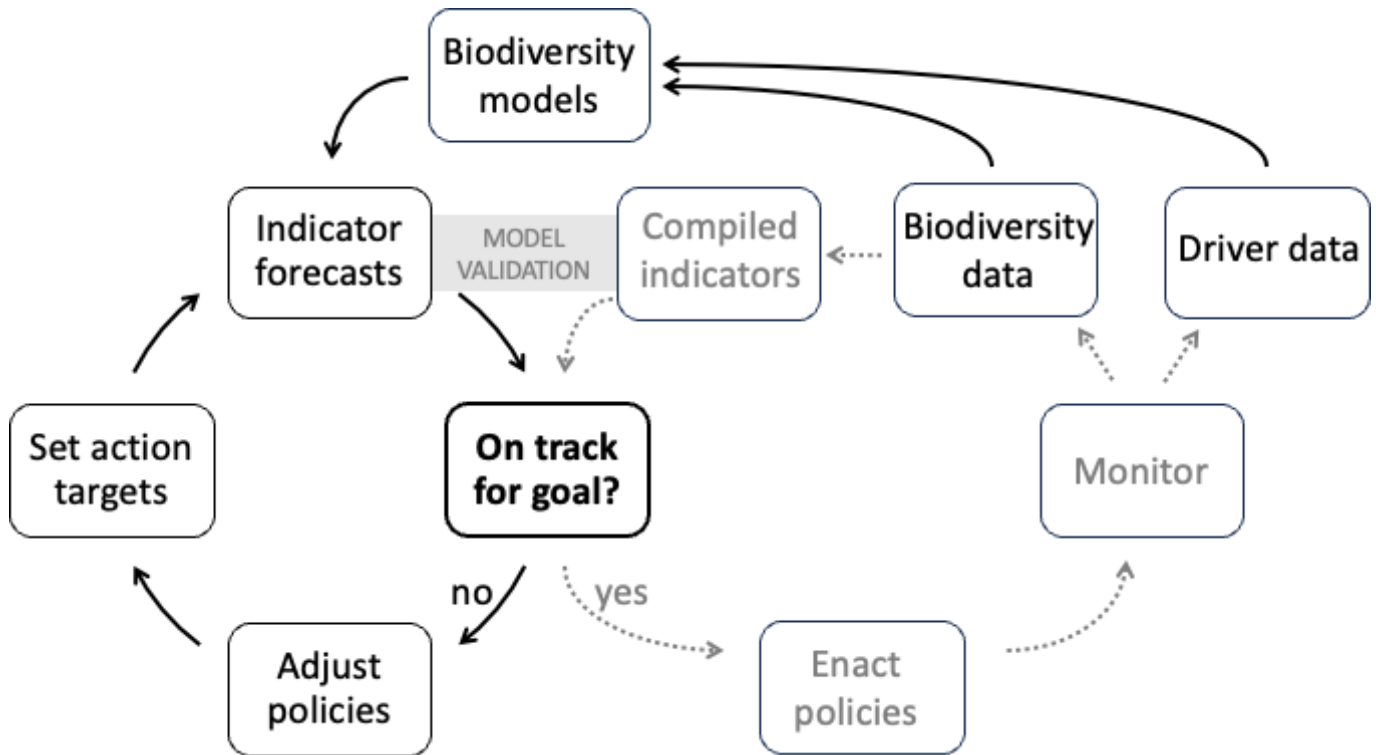 Biodiversity
models
Indicator
forecasts
MODEL
VALIDATION
Compiled
indicators
Biodiversity
data
Driver data
Set action
targets
On track
for goal?
Monitor
no
yes
Adjust
policies
Enact
policies